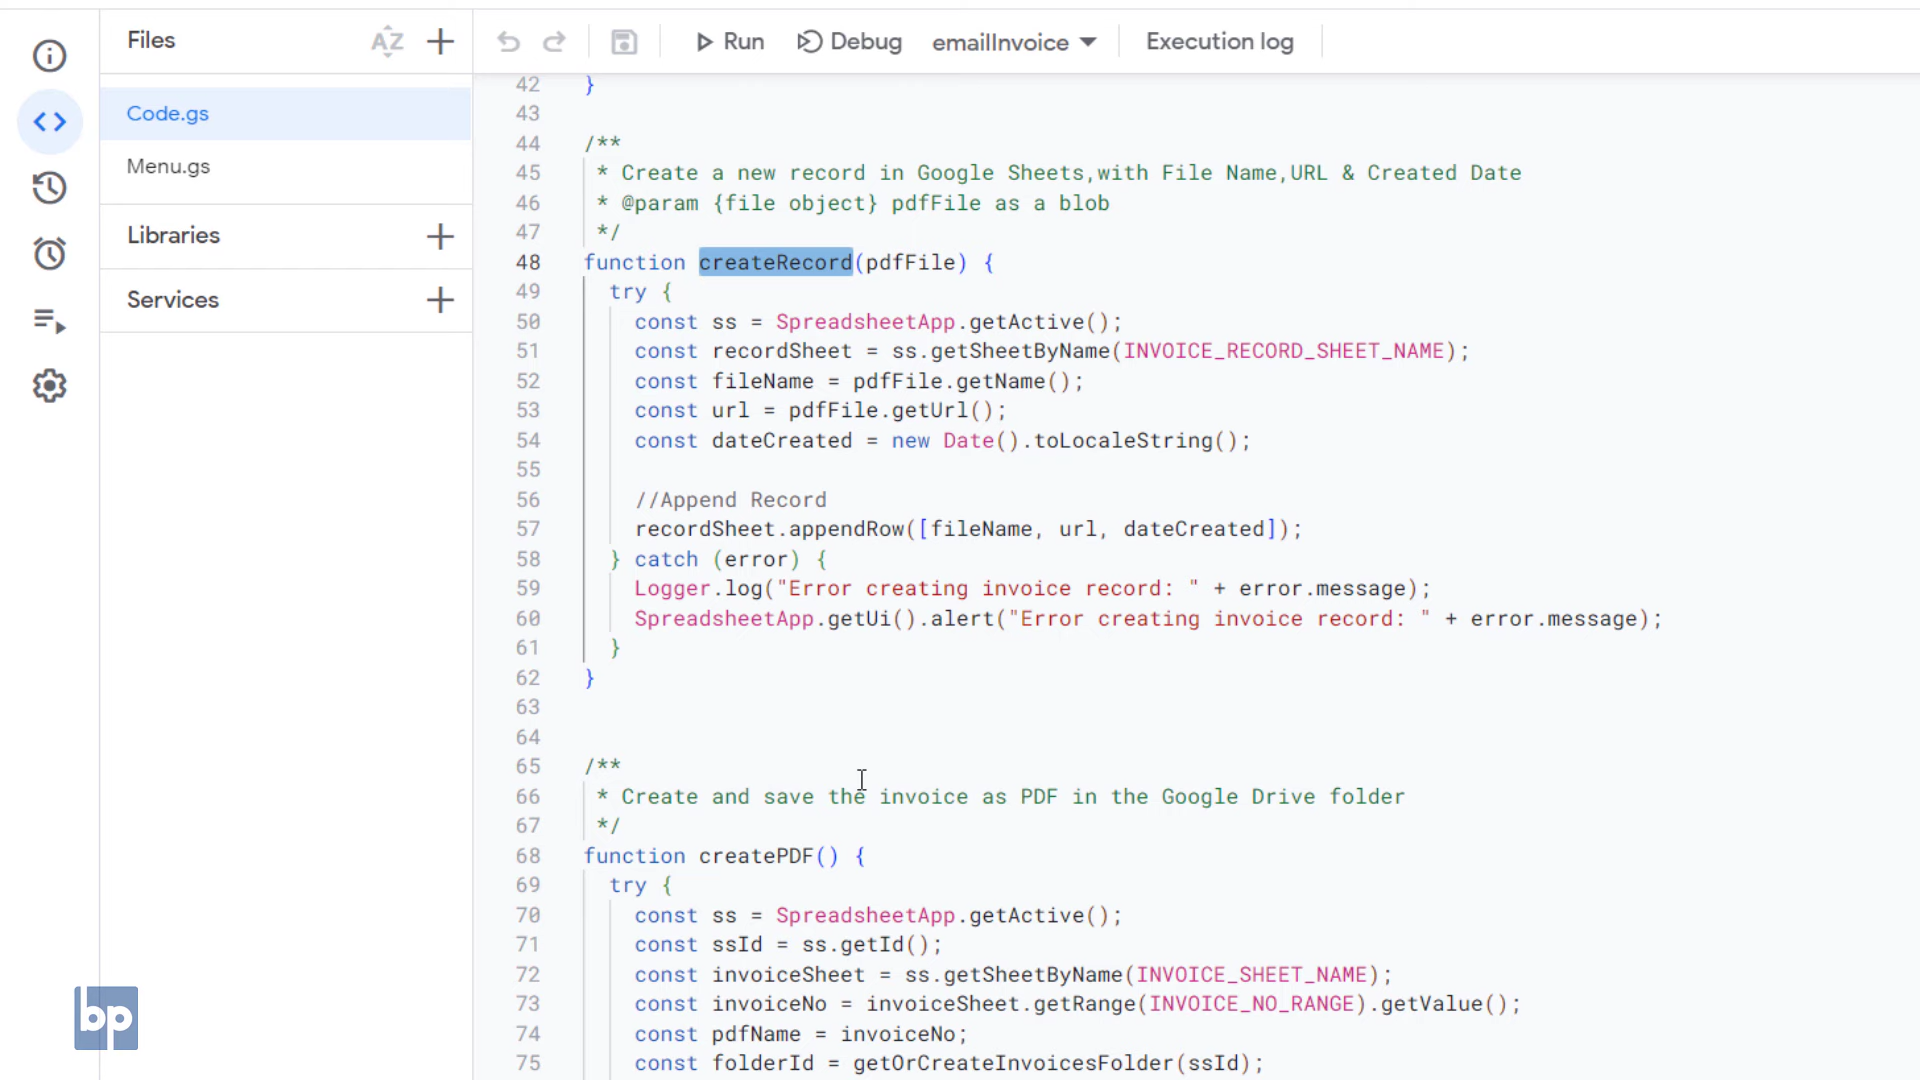 Files
AZ
Run
Debug
emailInvoice
Execution log
Code.gs
Menu.gs
Libraries
Services
42 }
43
44 /**
45 * Create a new record in Google Sheets,with File Name,URL & Created Date
46 * @param {file object} pdfFile as a blob
47 */
48 function createRecord(pdfFile) {
49 try {
50 const ss = SpreadsheetApp.getActive();
51 const recordSheet = ss.getSheetByName(INVOICE_RECORD_SHEET_NAME);
52 const fileName = pdfFile.getName();
53 const url = pdfFile.getUrl();
54 const dateCreated = new Date().toLocaleString();
55
56 //Append Record
57 recordSheet.appendRow([fileName, url, dateCreated]);
58 } catch (error) {
59 Logger.log("Error creating invoice record: " + error.message);
60 SpreadsheetApp.getUi().alert("Error creating invoice record: " + error.message);
61 }
62 }
63
64
65 /**
66 * Create and save the invoice as PDF in the Google Drive folder
67 */
68 function createPDF() {
69 try {
70 const ss = SpreadsheetApp.getActive();
71 const ssId = ss.getId();
72 const invoiceSheet = ss.getSheetByName(INVOICE_SHEET_NAME);
73 const invoiceNo = invoiceSheet.getRange(INVOICE_NO_RANGE).getValue();
74 const pdfName = invoiceNo;
75 const folderId = getOrCreateInvoicesFolder(ssId);
bp